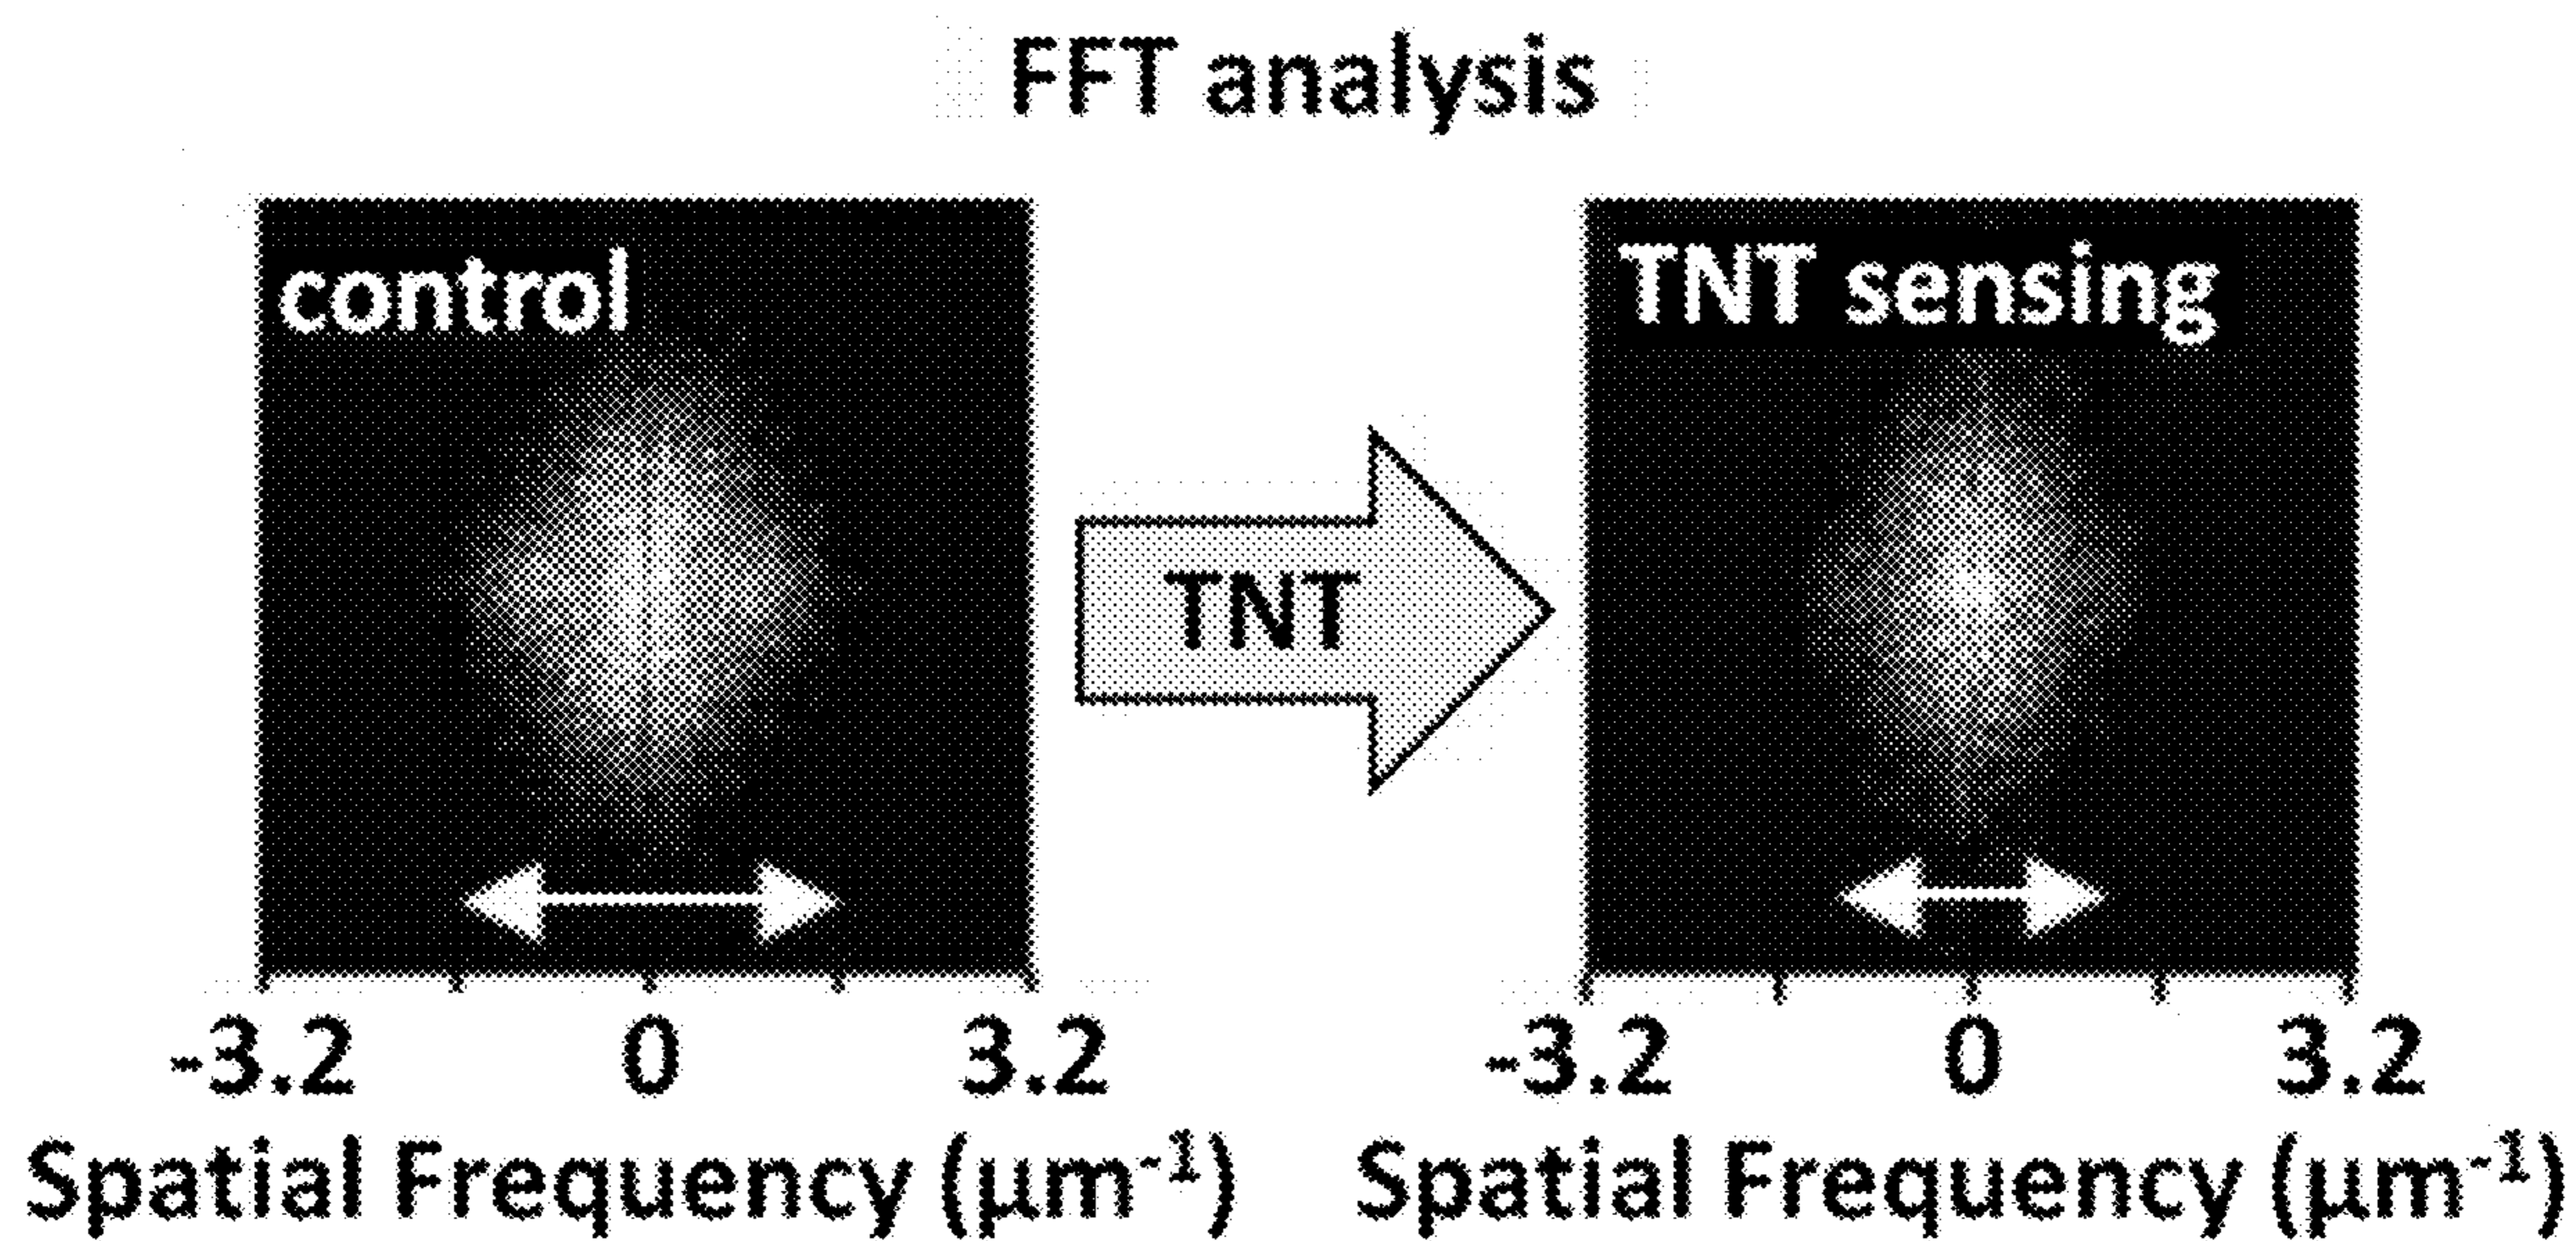 FFT analysis
control
TNT sensing
TNT
-3.2 0 3.2
-3.2 0 3.2
Spatial Frequency (µm⁻¹)
Spatial Frequency (µm⁻¹)